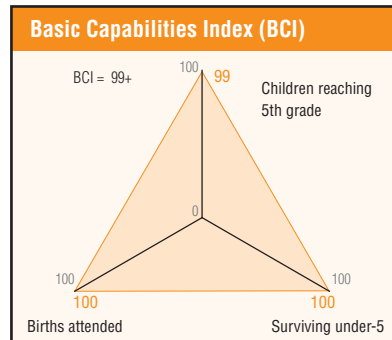 Basic Capabilities Index (BCI)
BCI = 99+
100
99
Children reaching
5th grade
0
100
100
100
100
Births attended
Surviving under-5